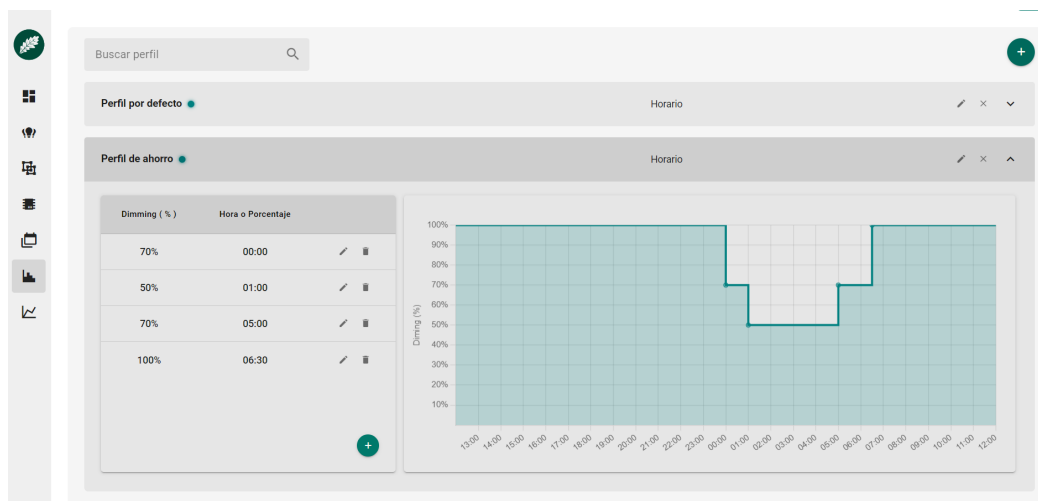 Buscar perfil
Perfil por defecto Horario
Perfil de ahorro Horario
Dimming ( % ) Hora o Porcentaje
70% 00:00
50% 01:00
70% 05:00
100% 06:30
100%
90%
80%
70%
60%
50%
40%
30%
20%
10%
Diming (%)
13:00 14:00 15:00 16:00 17:00 18:00 19:00 20:00 21:00 22:00 23:00 00:00 01:00 02:00 03:00 04:00 05:00 06:00 07:00 08:00 09:00 10:00 11:00 12:00